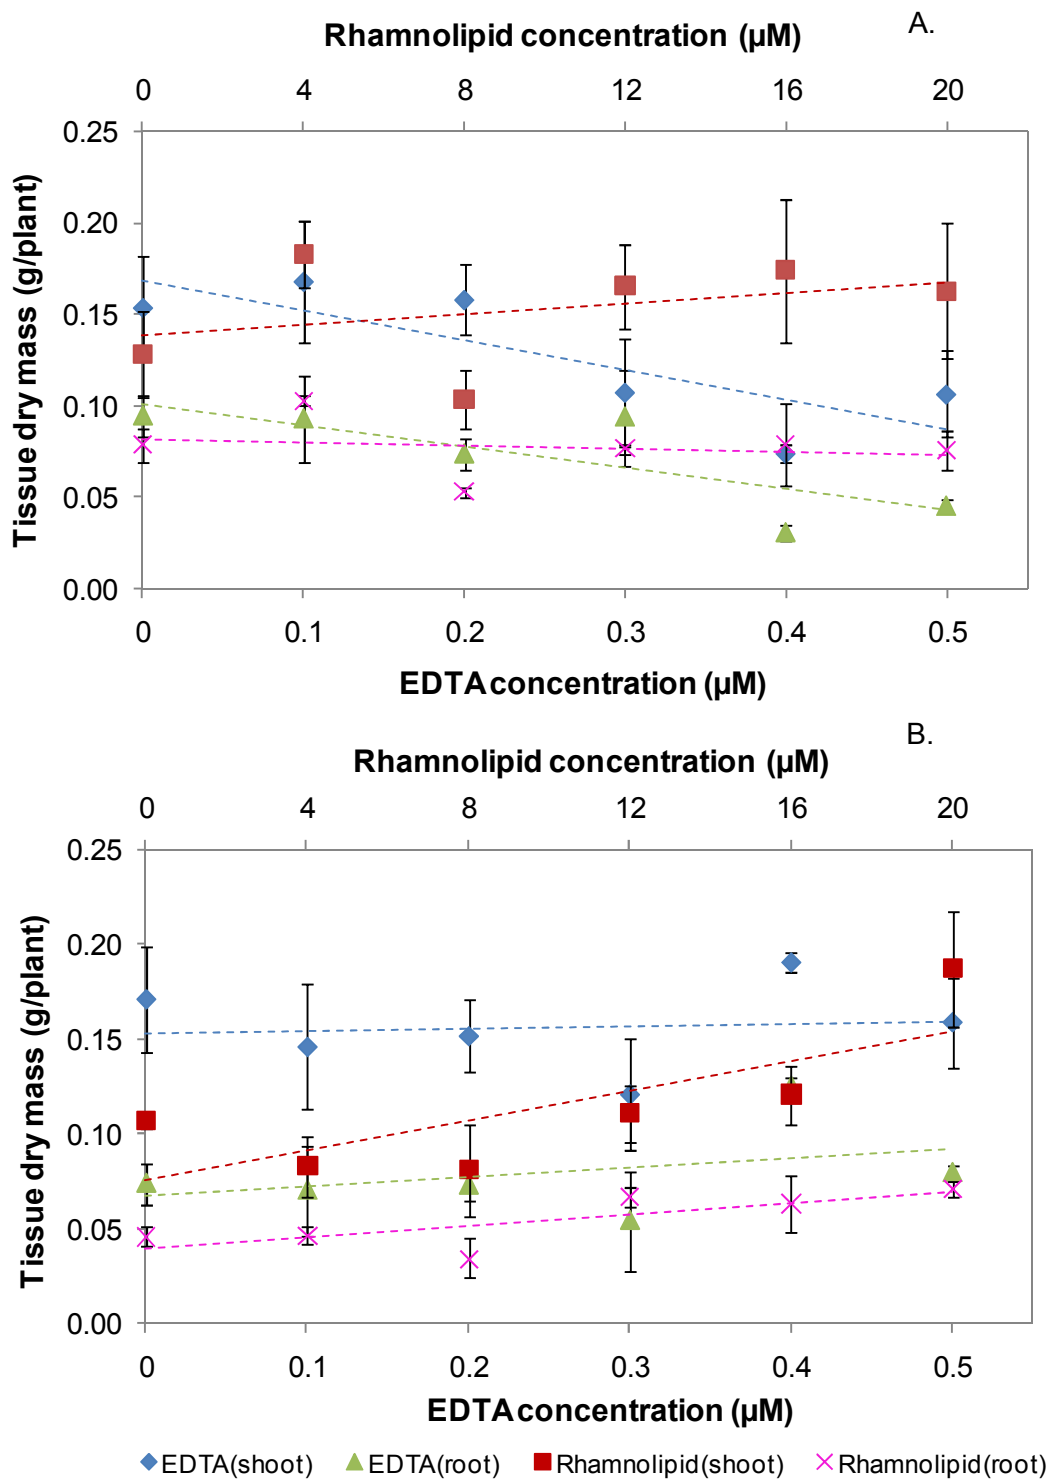 A.
Rhamnolipid concentration (µM)
0 4 8 12 16 20
Tissue dry mass (g/plant)
0.25
0.20
0.15
0.10
0.05
0.00
0 0.1 0.2 0.3 0.4 0.5
EDTA concentration (µM)
B.
Rhamnolipid concentration (µM)
0 4 8 12 16 20
Tissue dry mass (g/plant)
0.25
0.20
0.15
0.10
0.05
0.00
0 0.1 0.2 0.3 0.4 0.5
EDTA concentration (µM)
EDTA(shoot) EDTA(root) Rhamnolipid(shoot) Rhamnolipid(root)